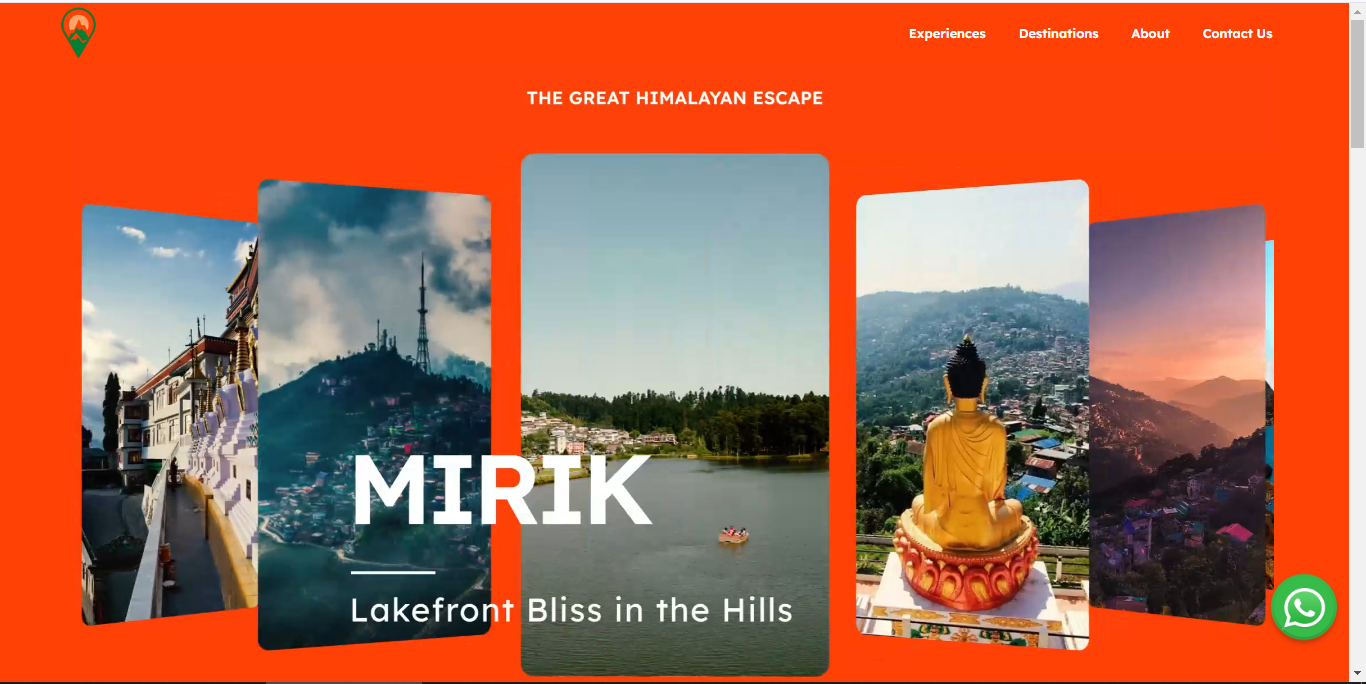 Experiences
Destinations
About
Contact Us
THE GREAT HIMALAYAN ESCAPE
MIRIK
Lakefront Bliss in the Hills